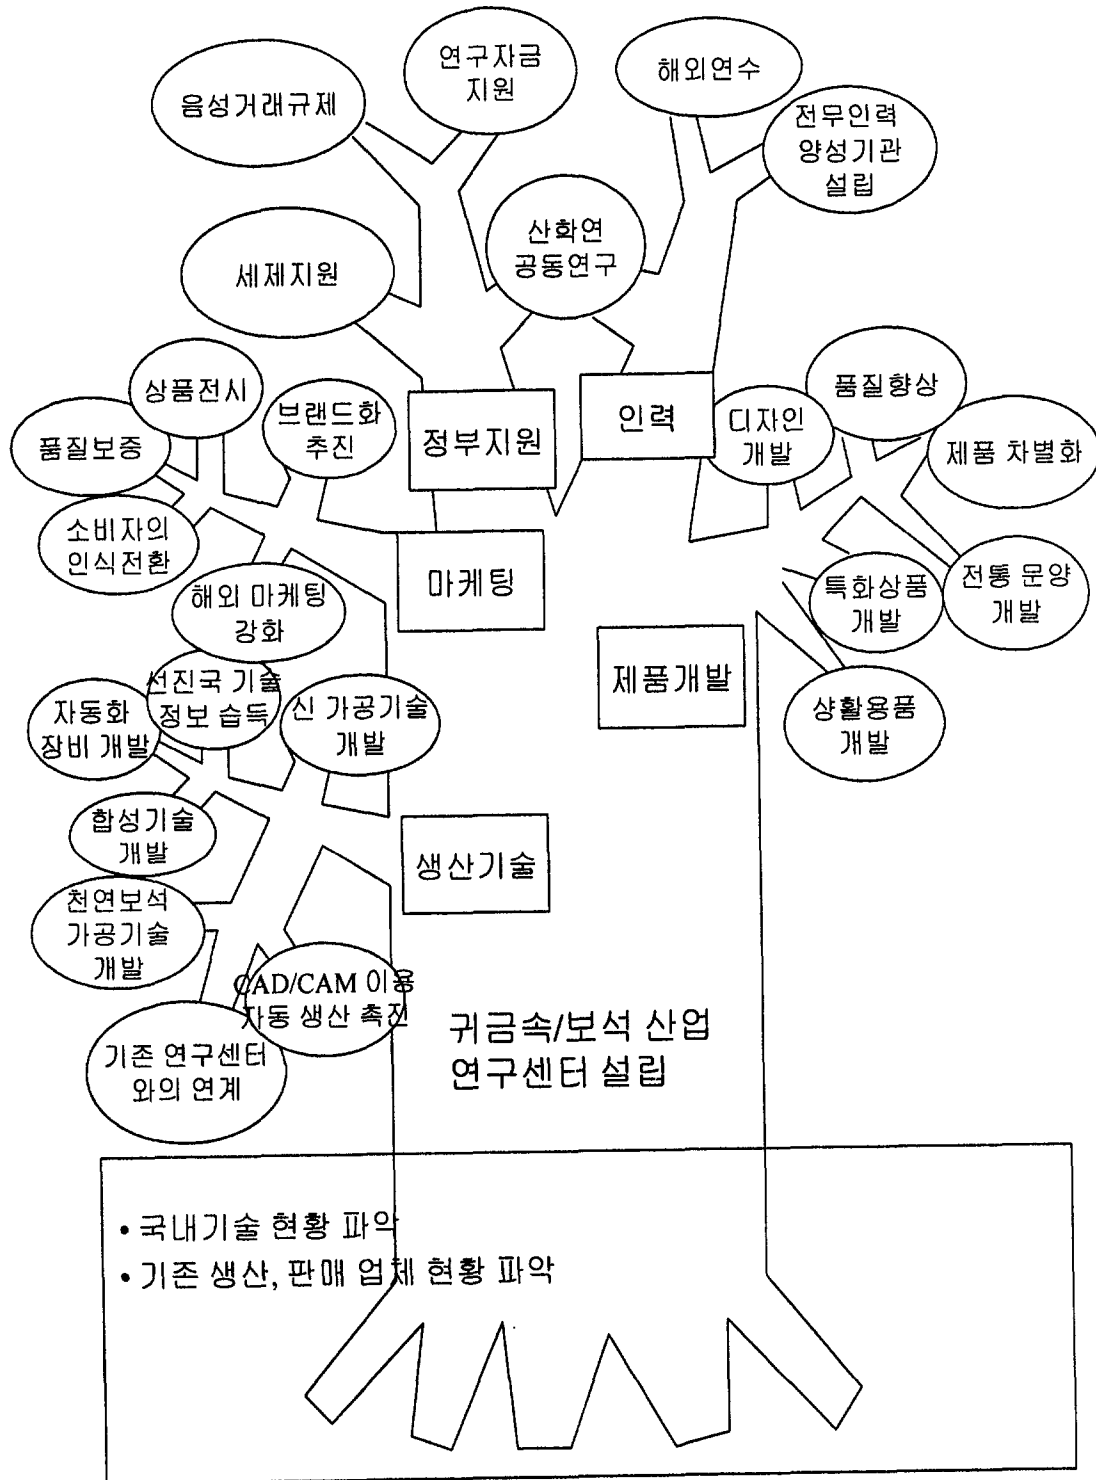 연구자금
지원
해외연수
음성거래규제
전무인력
양성기관
설립
산화연
공동연구
세제지원
상품전시
브랜드화
추진
품질보증
소비자의
인식전환
정부지원
인력
디자인
개발
품질향상
제품 차별화
마케팅
해외 마케팅
강화
특화상품
개발
전통 문양
개발
제품개발
생활용품
개발
선진국 기술
정보 습득
신 가공기술
개발
자동화
장비 개발
합성기술
개발
생산기술
천연보석
가공기술
개발
CAD/CAM 이용
자동 생산 촉진
기존 연구센터
와의 연계
귀금속/보석 산업
연구센터 설립
• 국내기술 현황 파악
• 기존 생산, 판매 업체 현황 파악